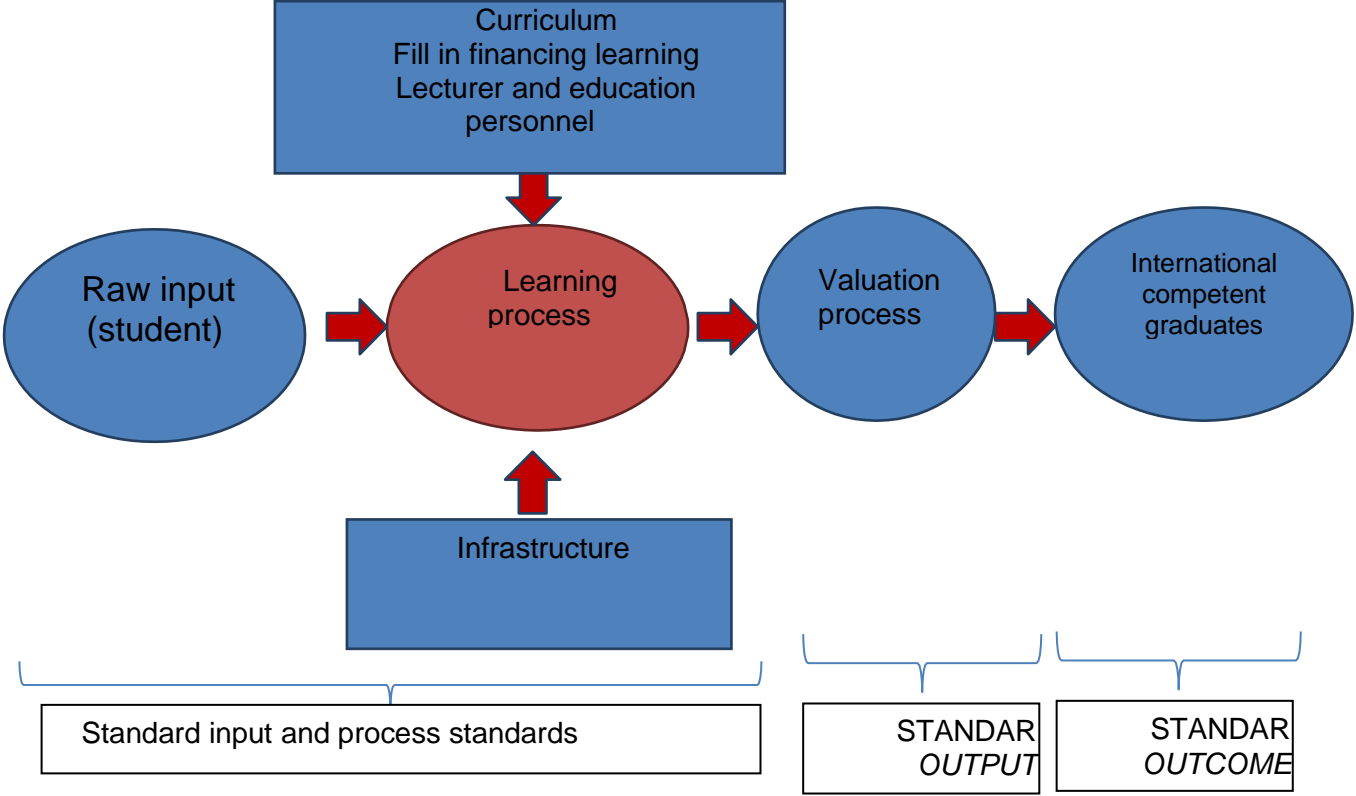 Curriculum
Fill in financing learning
Lecturer and education
personnel
Raw input
(student)
Learning
process
Valuation
process
International
competent
graduates
Infrastructure
Standard input and process standards
STANDAR
OUTPUT
STANDAR
OUTCOME